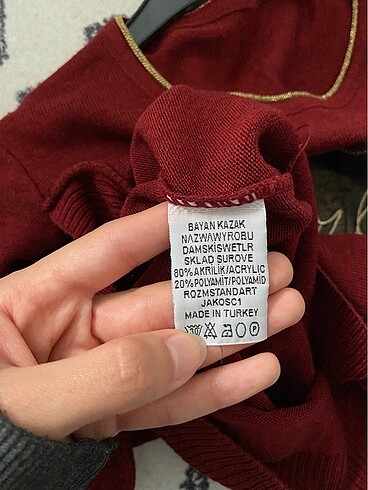 BAYAN KAZAK
NAZWAWYROBU
DAMSKISWETLR
SKLAD SUROVE
80% AKRİLİK/ACRYLIC
20%POLYAMİT/POLYAMİD
ROZMSTANDART
JAKOSC1
MADE IN TURKEY